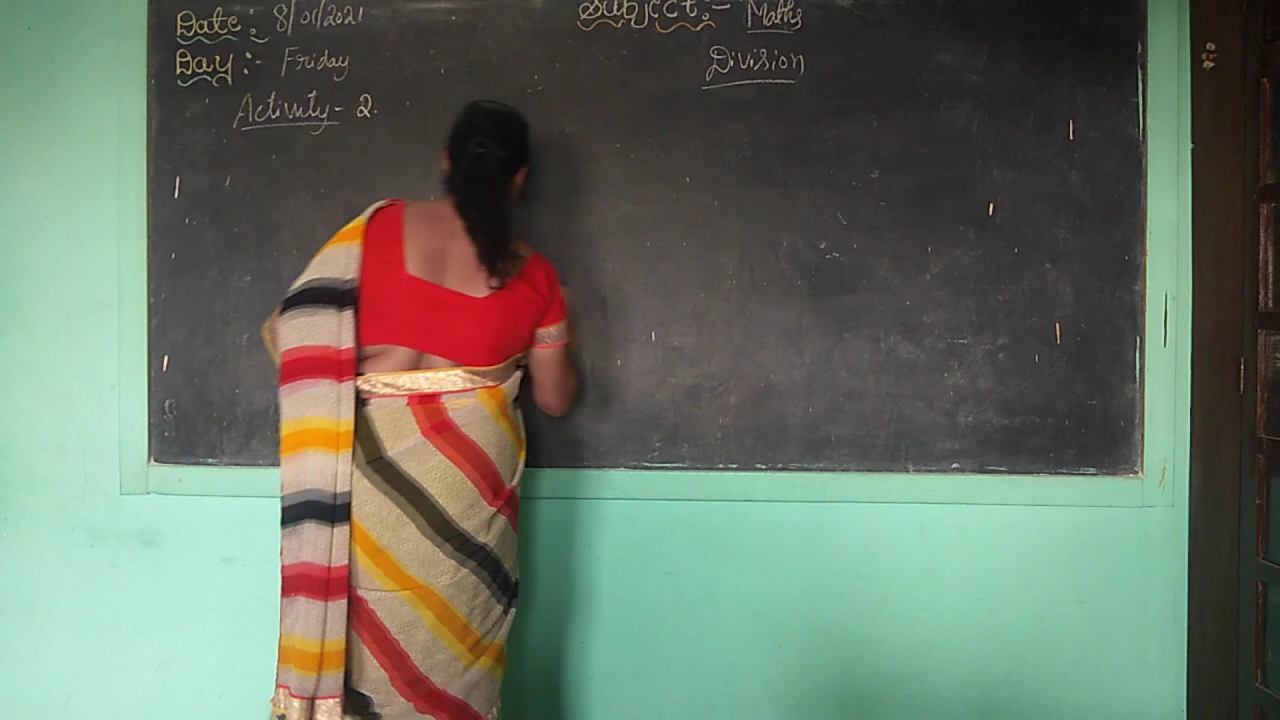 Date:- 8/01/2021
Subject:- Maths
Day:- Friday
Division
Activity- 2.